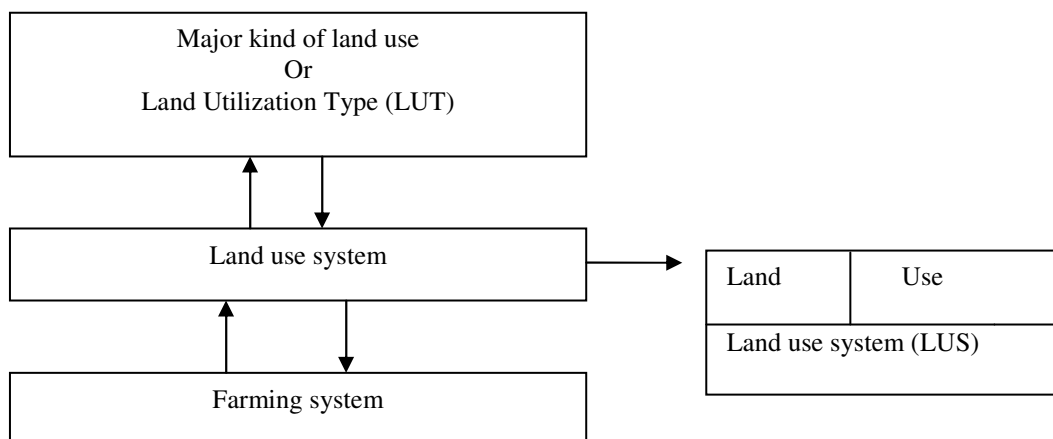 Major kind of land use
Or
Land Utilization Type (LUT)
Land use system
Land Use
Land use system (LUS)
Farming system